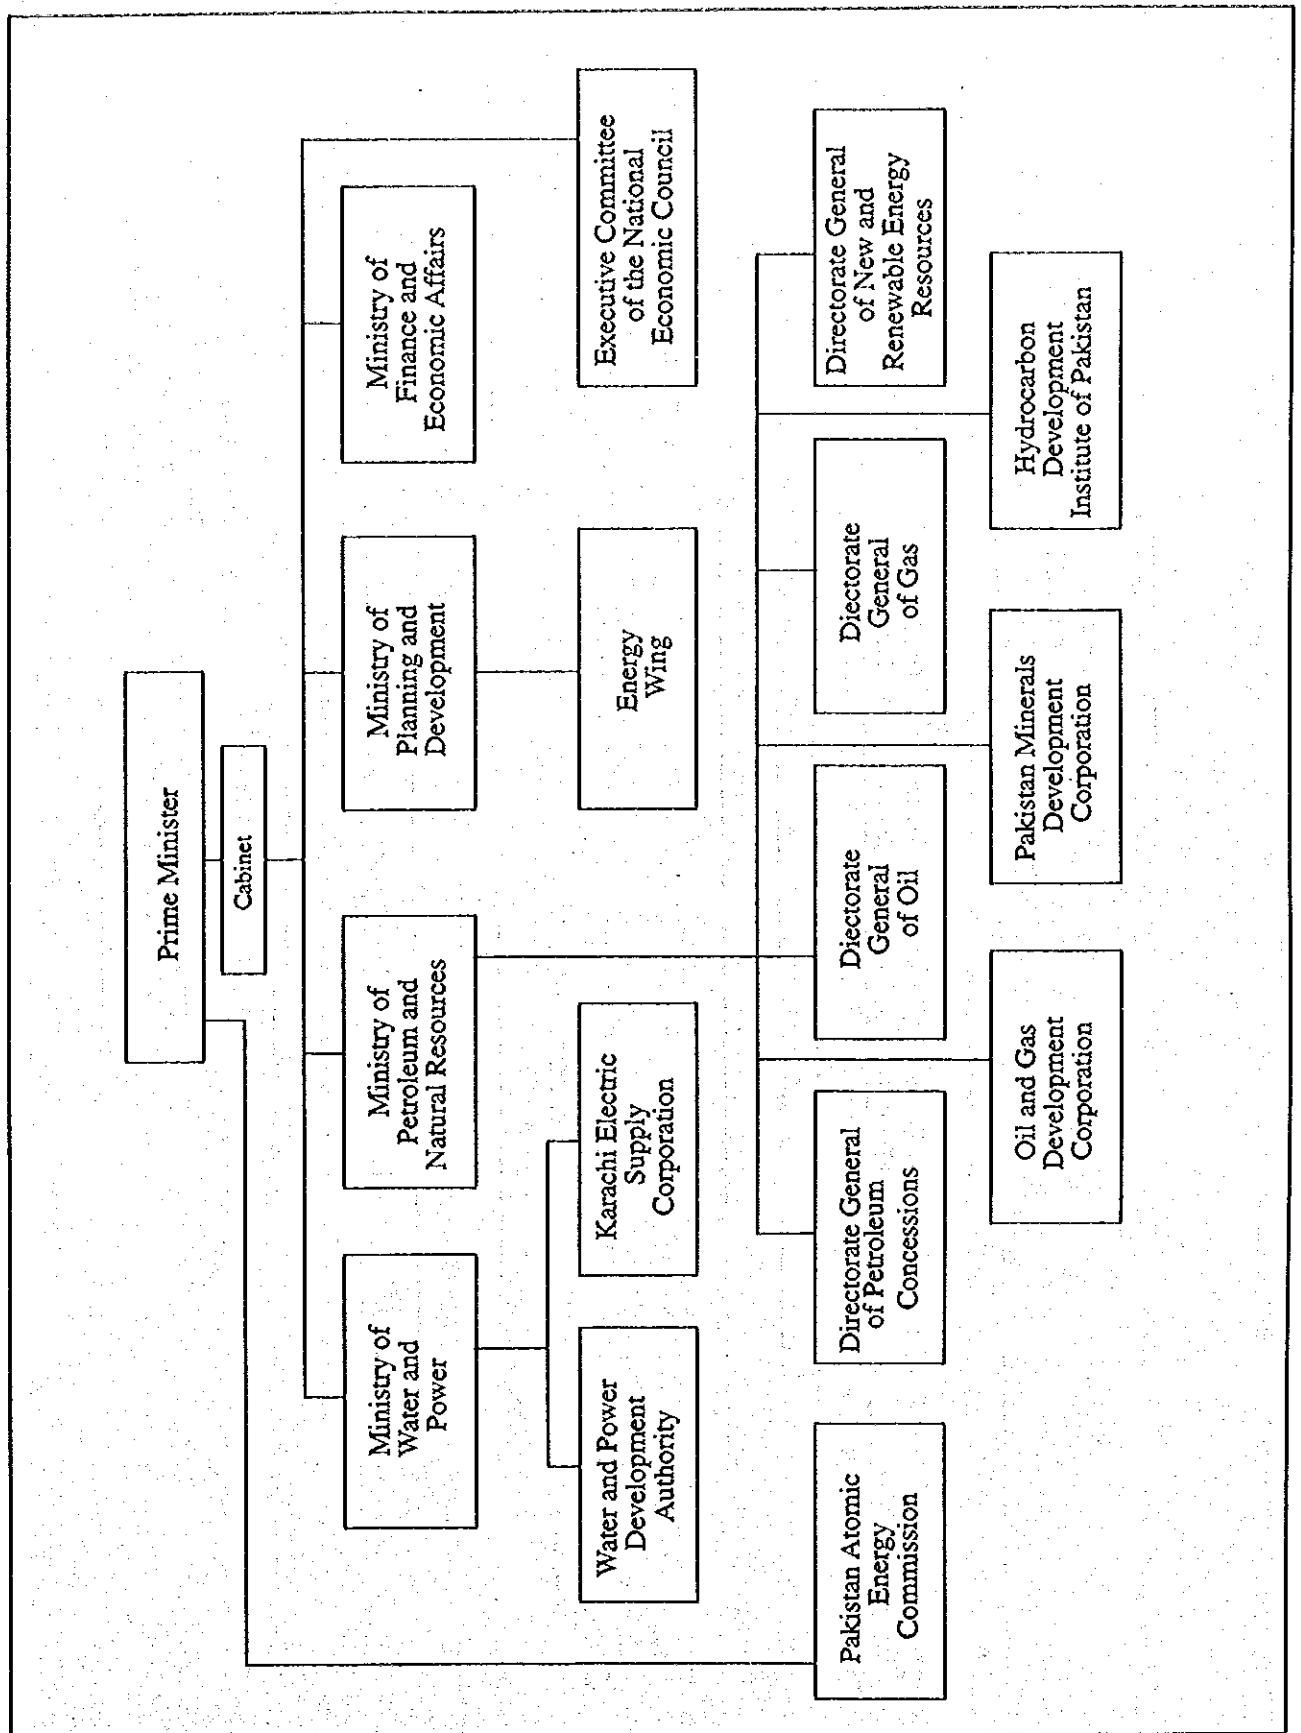 Prime Minister
Cabinet
Ministry of
Water and
Power
Ministry of
Petroleum and
Natural Resources
Ministry of
Planning and
Development
Ministry of
Finance and
Economic Affairs
Water and Power
Development
Authority
Karachi Electric
Supply
Corporation
Energy
Wing
Executive Committee
of the National
Economic Council
Pakistan Atomic
Energy
Commission
Directorate General
of Petroleum
Concessions
Diectorate
General
of Oil
Diectorate
General
of Gas
Directorate General
of New and
Renewable Energy
Resources
Oil and Gas
Development
Corporation
Pakistan Minerals
Development
Corporation
Hydrocarbon
Development
Institute of Pakistan